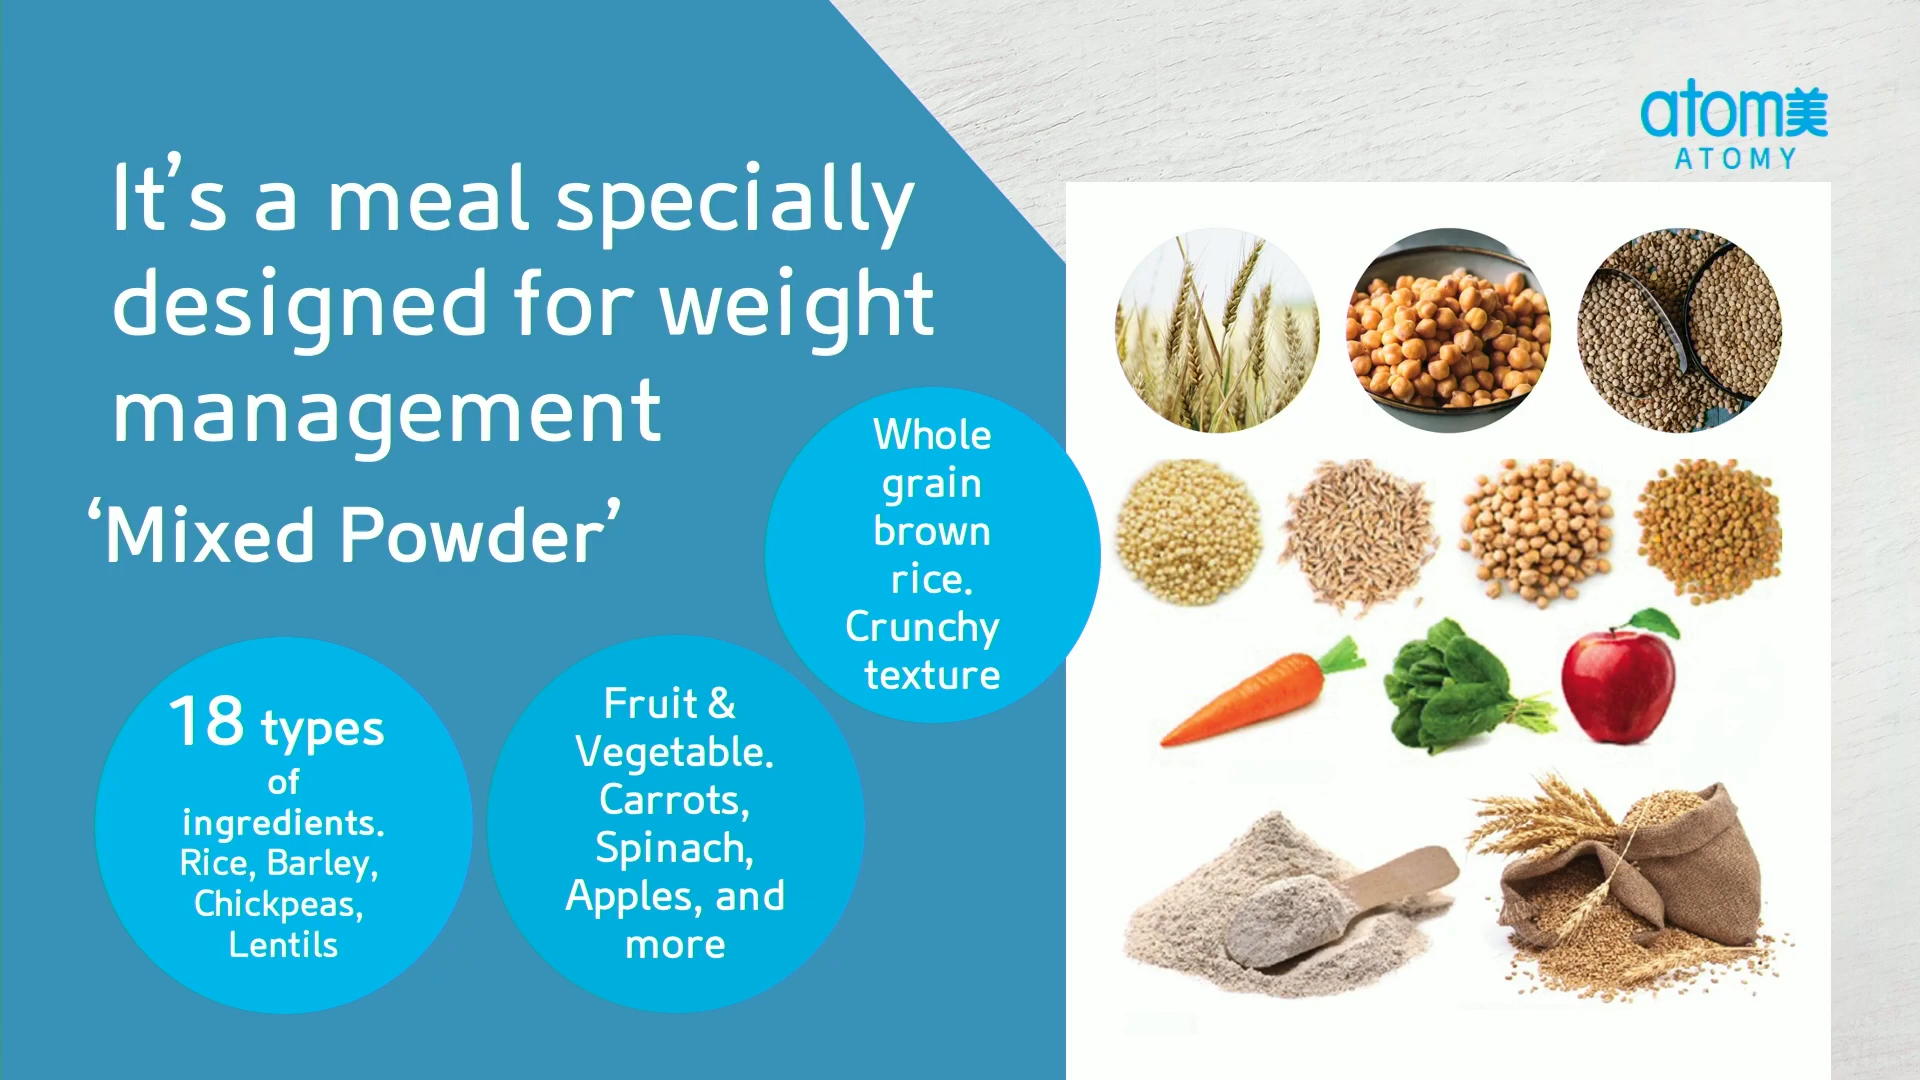 atom美
ATOMY
It’s a meal specially
designed for weight
management
‘Mixed Powder’
Whole
grain
brown
rice.
Crunchy
texture
18 types
of
ingredients.
Rice, Barley,
Chickpeas,
Lentils
Fruit &
Vegetable.
Carrots,
Spinach,
Apples, and
more